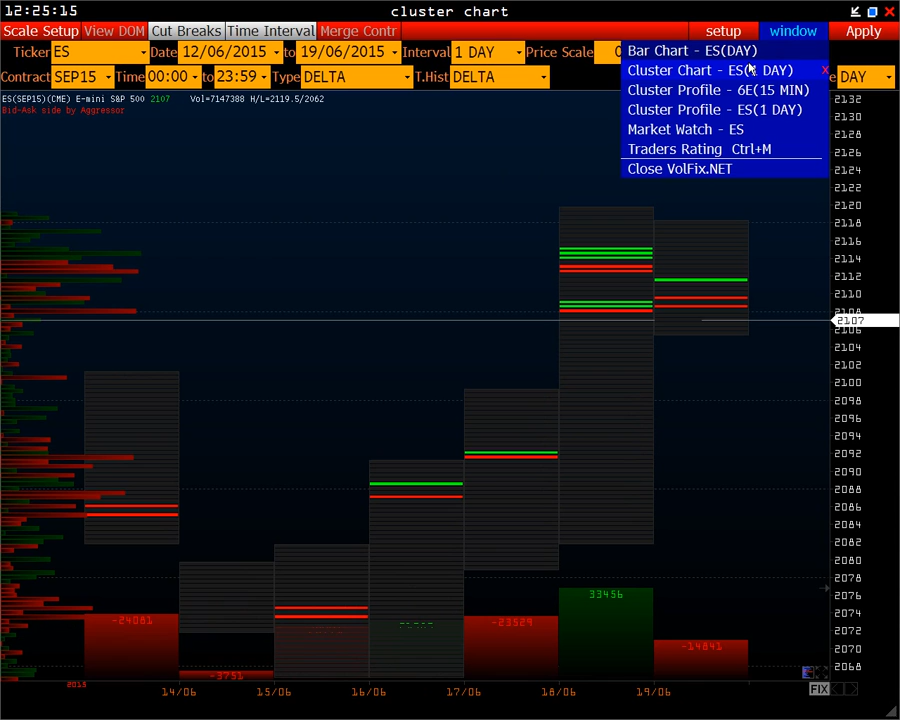 12:25:15 cluster chart
Scale Setup View DOM Cut Breaks Time Interval Merge Contr setup window Apply
Ticker ES Date 12/06/2015 to 19/06/2015 Interval 1 DAY Price Scale 0
Contract SEP15 Time 00:00 to 23:59 Type DELTA T.Hist DELTA e DAY
Bar Chart - ES(DAY)
Cluster Chart - ES( DAY) x
Cluster Profile - 6E(15 MIN)
Cluster Profile - ES(1 DAY)
Market Watch - ES
Traders Rating Ctrl+M
Close VolFix.NET
ES(SEP15)(CME) E-mini S&P 500 2107 Vol=7147388 H/L=2119.5/2062
Bid-Ask side by Aggressor
2132
2130
2128
2126
2124
2122
2120
2118
2116
2114
2112
2110
2108
2107
2106
2104
2102
2100
2098
2096
2094
2092
2090
2088
2086
2084
2082
2080
2078
2076
2074
2072
2070
2068
-24081
-3751
-23529
33456
-14841
2015 14/06 15/06 16/06 17/06 18/06 19/06
FIX